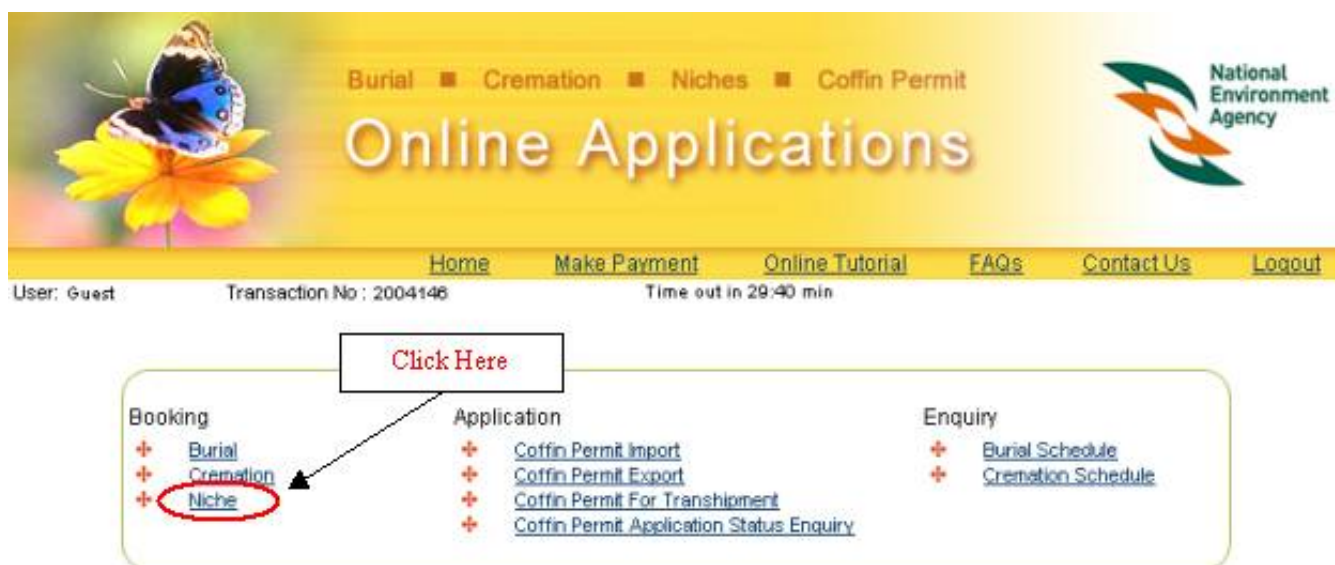 Burial ■ Cremation ■ Niches ■ Coffin Permit
Online Applications
National
Environment
Agency
Home Make Payment Online Tutorial FAQs Contact Us Logout
User: Guest Transaction No : 2004146 Time out in 29:40 min
Click Here
Booking
Burial
Cremation
Niche
Application
Coffin Permit Import
Coffin Permit Export
Coffin Permit For Transhipment
Coffin Permit Application Status Enquiry
Enquiry
Burial Schedule
Cremation Schedule